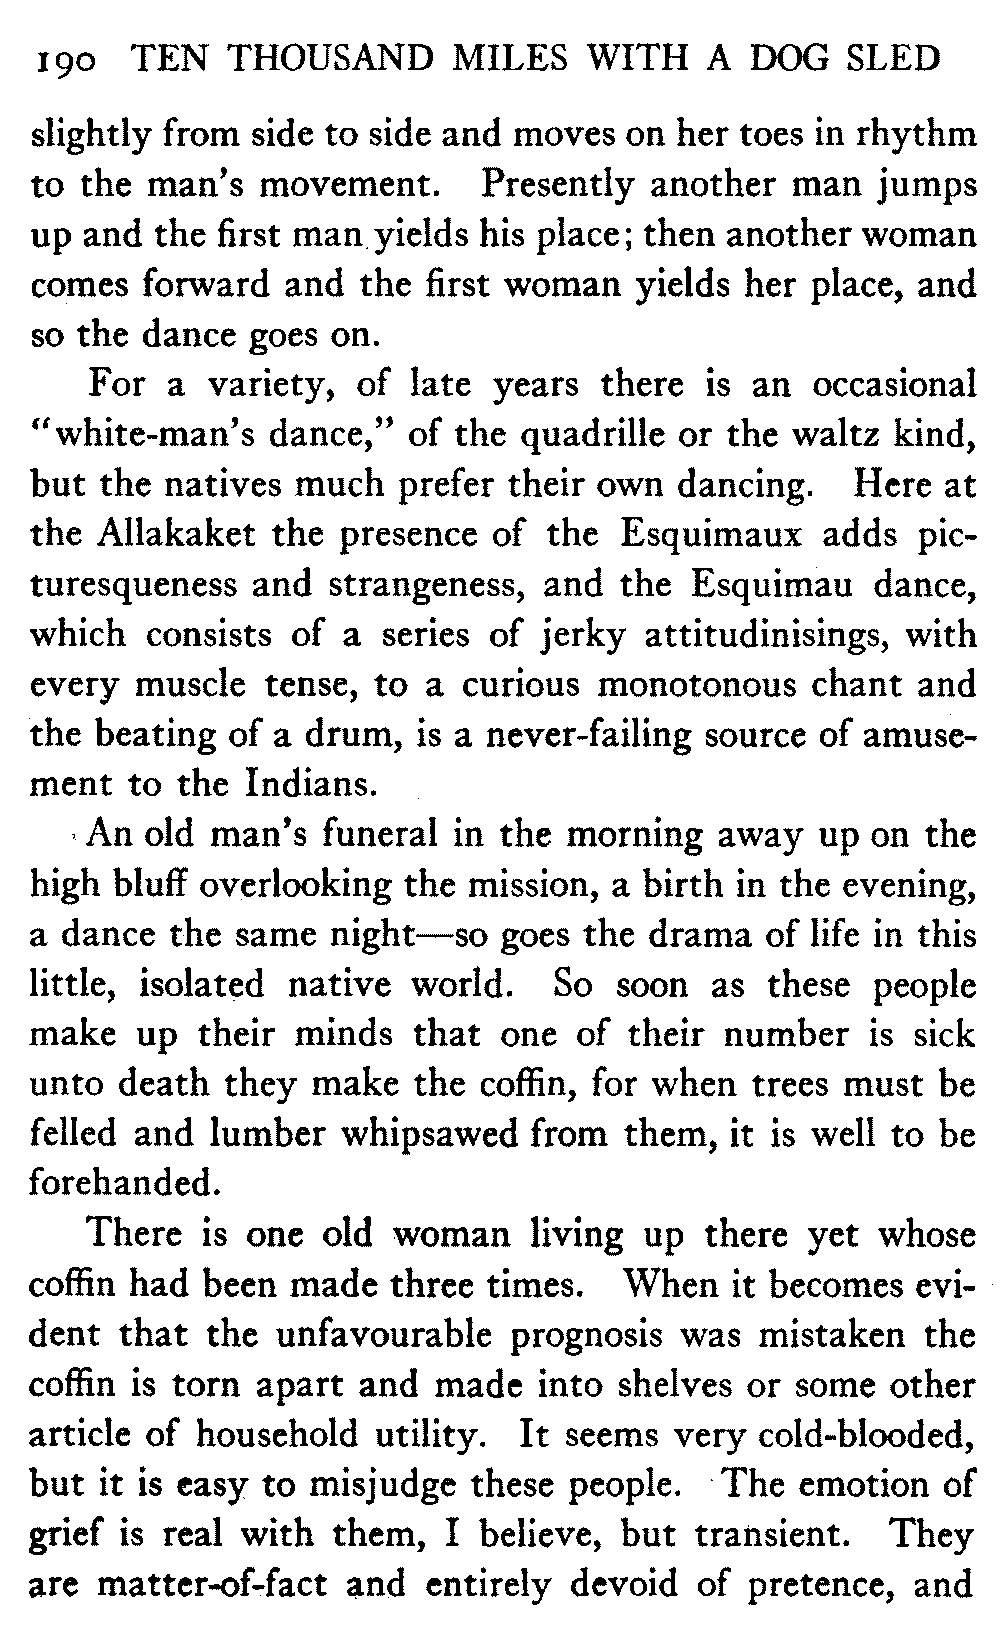 190 TEN THOUSAND MILES WITH A DOG SLED
slightly from side to side and moves on her toes in rhythm
to the man's movement. Presently another man jumps
up and the first man yields his place; then another woman
comes forward and the first woman yields her place, and
so the dance goes on.
For a variety, of late years there is an occasional
"white-man's dance," of the quadrille or the waltz kind,
but the natives much prefer their own dancing. Here at
the Allakaket the presence of the Esquimaux adds pic-
turesqueness and strangeness, and the Esquimau dance,
which consists of a series of jerky attitudinisings, with
every muscle tense, to a curious monotonous chant and
the beating of a drum, is a never-failing source of amuse-
ment to the Indians.
An old man's funeral in the morning away up on the
high bluff overlooking the mission, a birth in the evening,
a dance the same night—so goes the drama of life in this
little, isolated native world. So soon as these people
make up their minds that one of their number is sick
unto death they make the coffin, for when trees must be
felled and lumber whipsawed from them, it is well to be
forehanded.
There is one old woman living up there yet whose
coffin had been made three times. When it becomes evi-
dent that the unfavourable prognosis was mistaken the
coffin is torn apart and made into shelves or some other
article of household utility. It seems very cold-blooded,
but it is easy to misjudge these people. The emotion of
grief is real with them, I believe, but transient. They
are matter-of-fact and entirely devoid of pretence, and